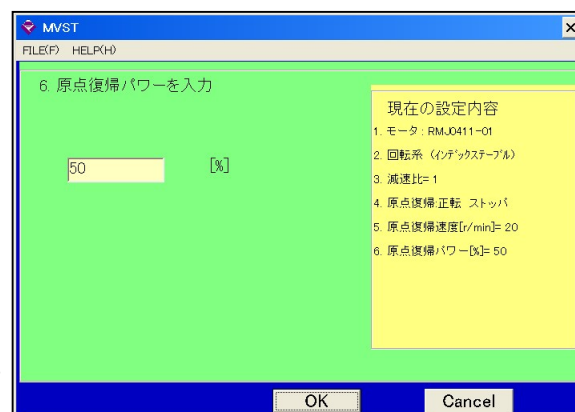 MVST
FILE(F) HELP(H)
6. 原点復帰パワーを入力
50 [%]
現在の設定内容
1. モータ : RMJ0411-01
2. 回転系 (インデックステーブル)
3. 減速比= 1
4. 原点復帰:正転 ストッパ
5. 原点復帰速度[r/min]= 20
6. 原点復帰パワー[%]= 50
OK Cancel